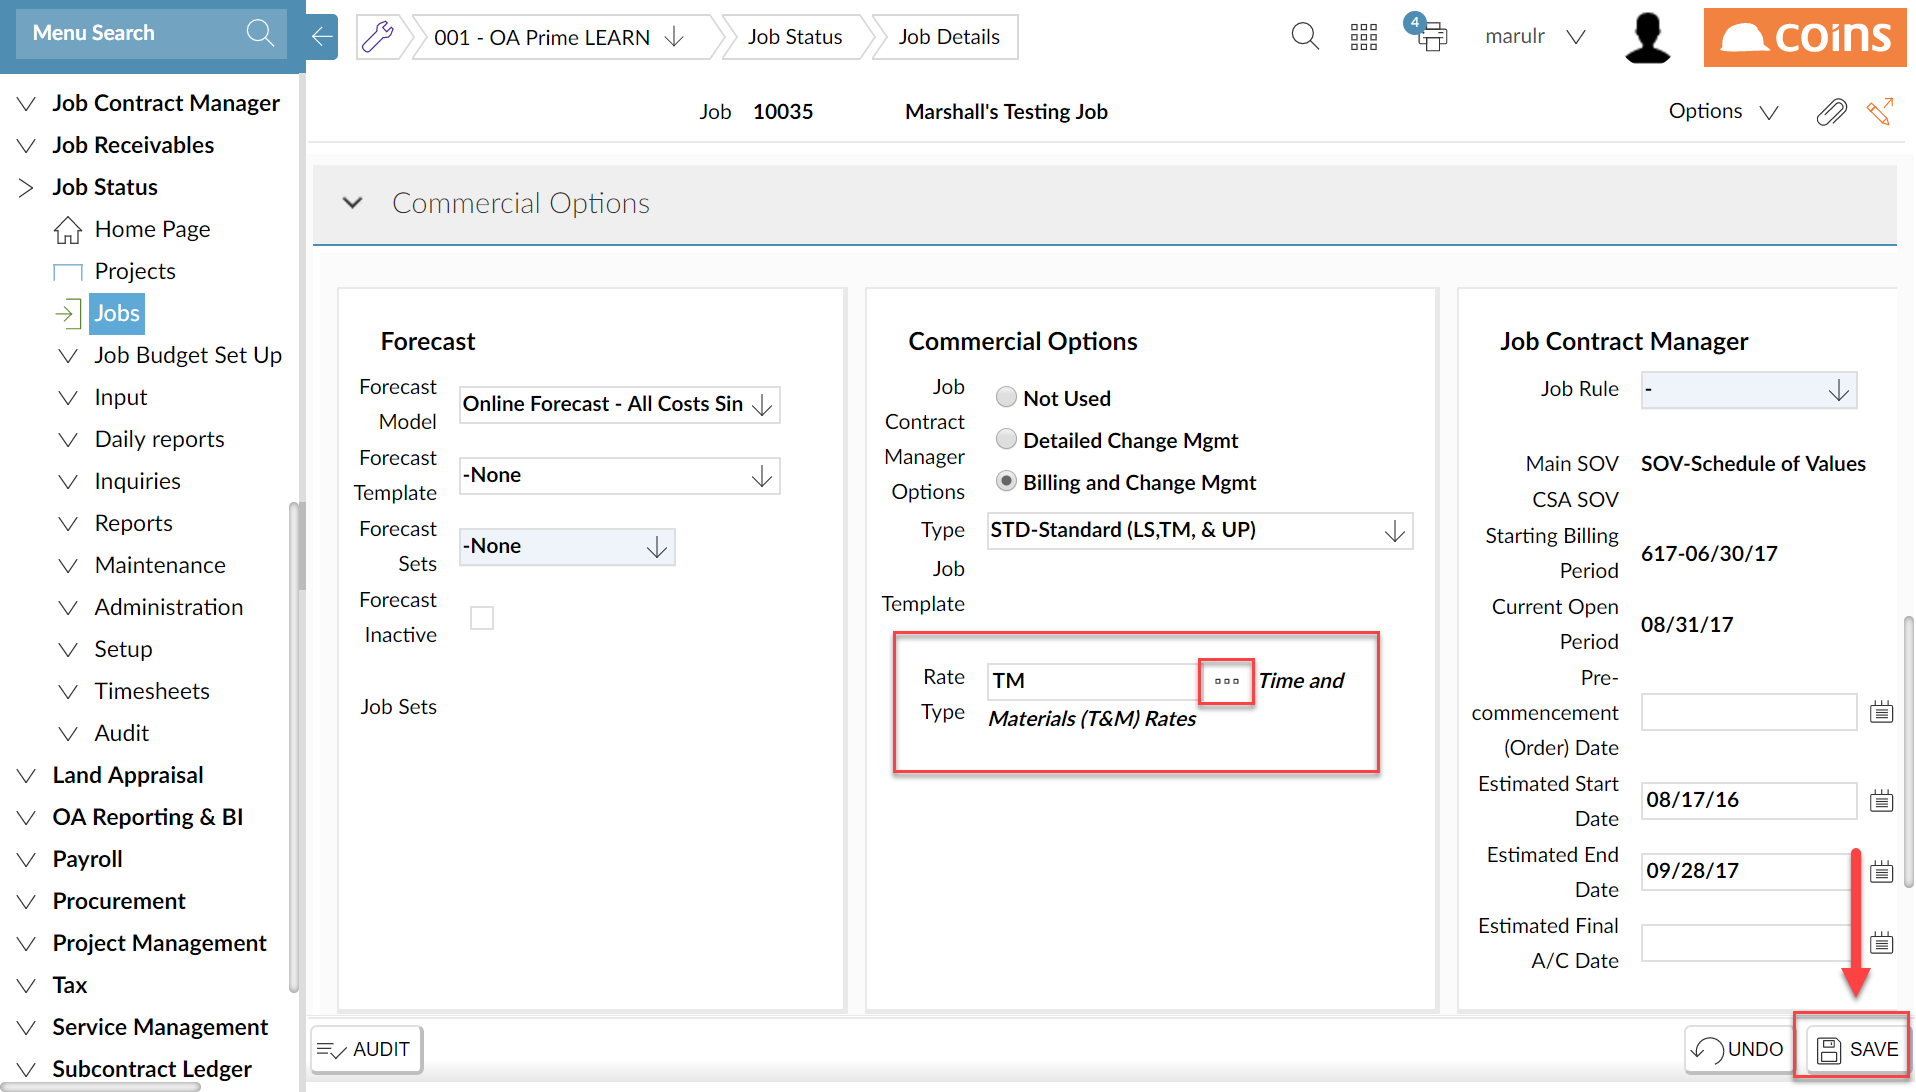 Menu Search
001 - OA Prime LEARN
Job Status
Job Details
4
marulr
coins
Job 10035 Marshall's Testing Job
Options
Job Contract Manager
Job Receivables
Job Status
Home Page
Projects
Jobs
Job Budget Set Up
Input
Daily reports
Inquiries
Reports
Maintenance
Administration
Setup
Timesheets
Audit
Land Appraisal
OA Reporting & BI
Payroll
Procurement
Project Management
Tax
Service Management
Subcontract Ledger
Commercial Options
Forecast
Forecast
Model
Online Forecast - All Costs Sin
Forecast
Template
-None
Forecast
Sets
-None
Forecast
Inactive
Job Sets
Commercial Options
Job
Contract
Manager
Options
Not Used
Detailed Change Mgmt
Billing and Change Mgmt
Type
STD-Standard (LS,TM, & UP)
Job
Template
Rate
Type
TM
Time and
Materials (T&M) Rates
Job Contract Manager
Job Rule
-
Main SOV
SOV-Schedule of Values
CSA SOV
Starting Billing
Period
617-06/30/17
Current Open
Period
08/31/17
Pre-
commencement
(Order) Date
Estimated Start
Date
08/17/16
Estimated End
Date
09/28/17
Estimated Final
A/C Date
AUDIT
UNDO
SAVE